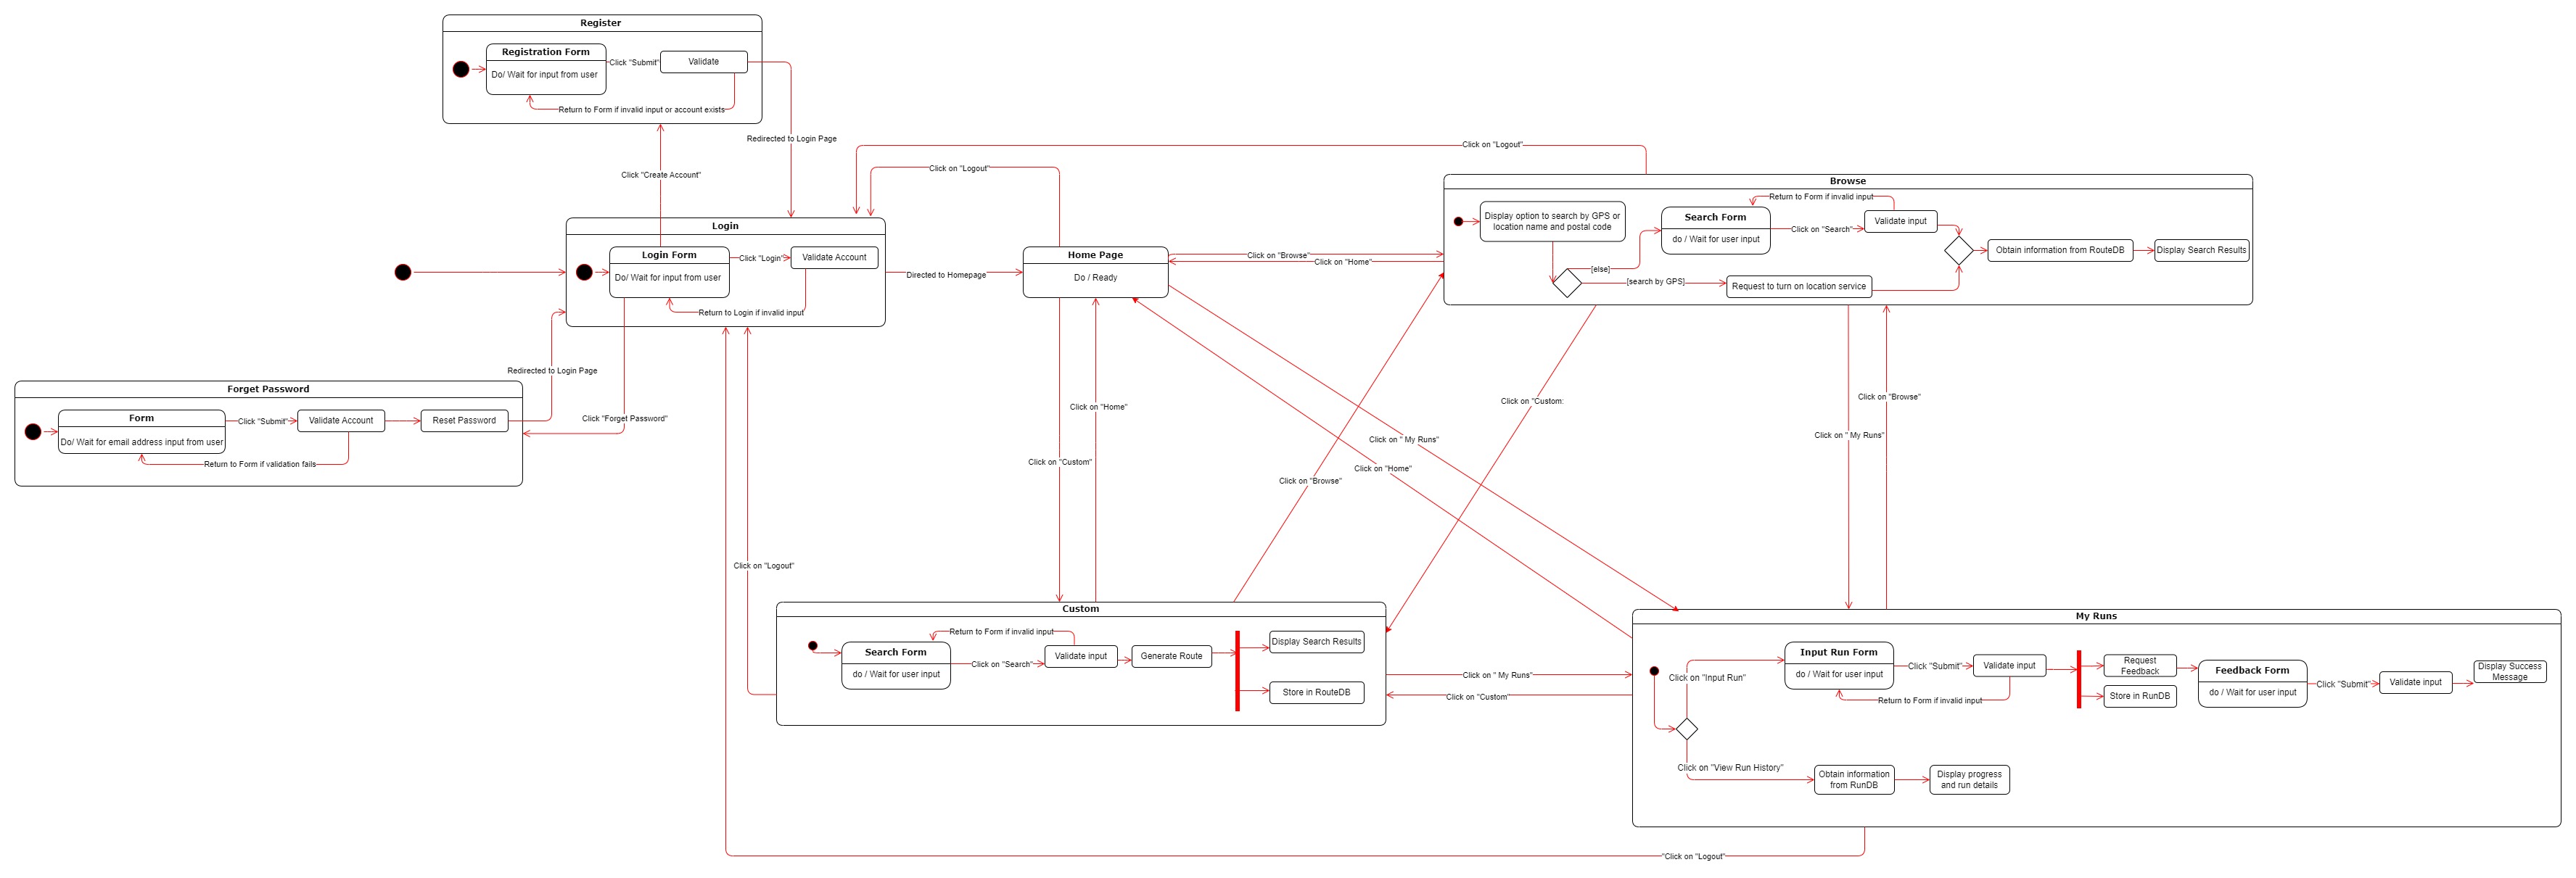 Register
Registration Form
Do/ Wait for input from user
Click "Submit"
Validate
Return to Form if invalid input or account exists
Redirected to Login Page
Click "Create Account"
Click on "Logout"
Click on "Logout"
Login
Login Form
Do/ Wait for input from user
Click "Login"
Validate Account
Return to Login if invalid input
Directed to Homepage
Home Page
Do / Ready
Click on "Browse"
Click on "Home"
Browse
Display option to search by GPS or
location name and postal code
Return to Form if invalid input
Search Form
do / Wait for user input
Click on "Search"
Validate input
[else]
[search by GPS]
Request to turn on location service
Obtain information from RouteDB
Display Search Results
Redirected to Login Page
Forget Password
Form
Do/ Wait for email address input from user
Click "Submit"
Validate Account
Reset Password
Return to Form if validation fails
Click "Forget Password"
Click on "Home"
Click on "Custom"
Click on "Custom:
Click on " My Runs"
Click on "Home"
Click on "Browse"
Click on "Browse"
Click on " My Runs"
Click on "Logout"
Custom
Return to Form if invalid input
Search Form
do / Wait for user input
Click on "Search"
Validate input
Generate Route
Display Search Results
Store in RouteDB
Click on " My Runs"
Click on "Custom"
My Runs
Click on "Input Run"
Input Run Form
do / Wait for user input
Click "Submit"
Validate input
Return to Form if invalid input
Request
Feedback
Store in RunDB
Feedback Form
do / Wait for user input
Click "Submit"
Validate input
Display Success
Message
Click on "View Run History"
Obtain information
from RunDB
Display progress
and run details
"Click on "Logout"